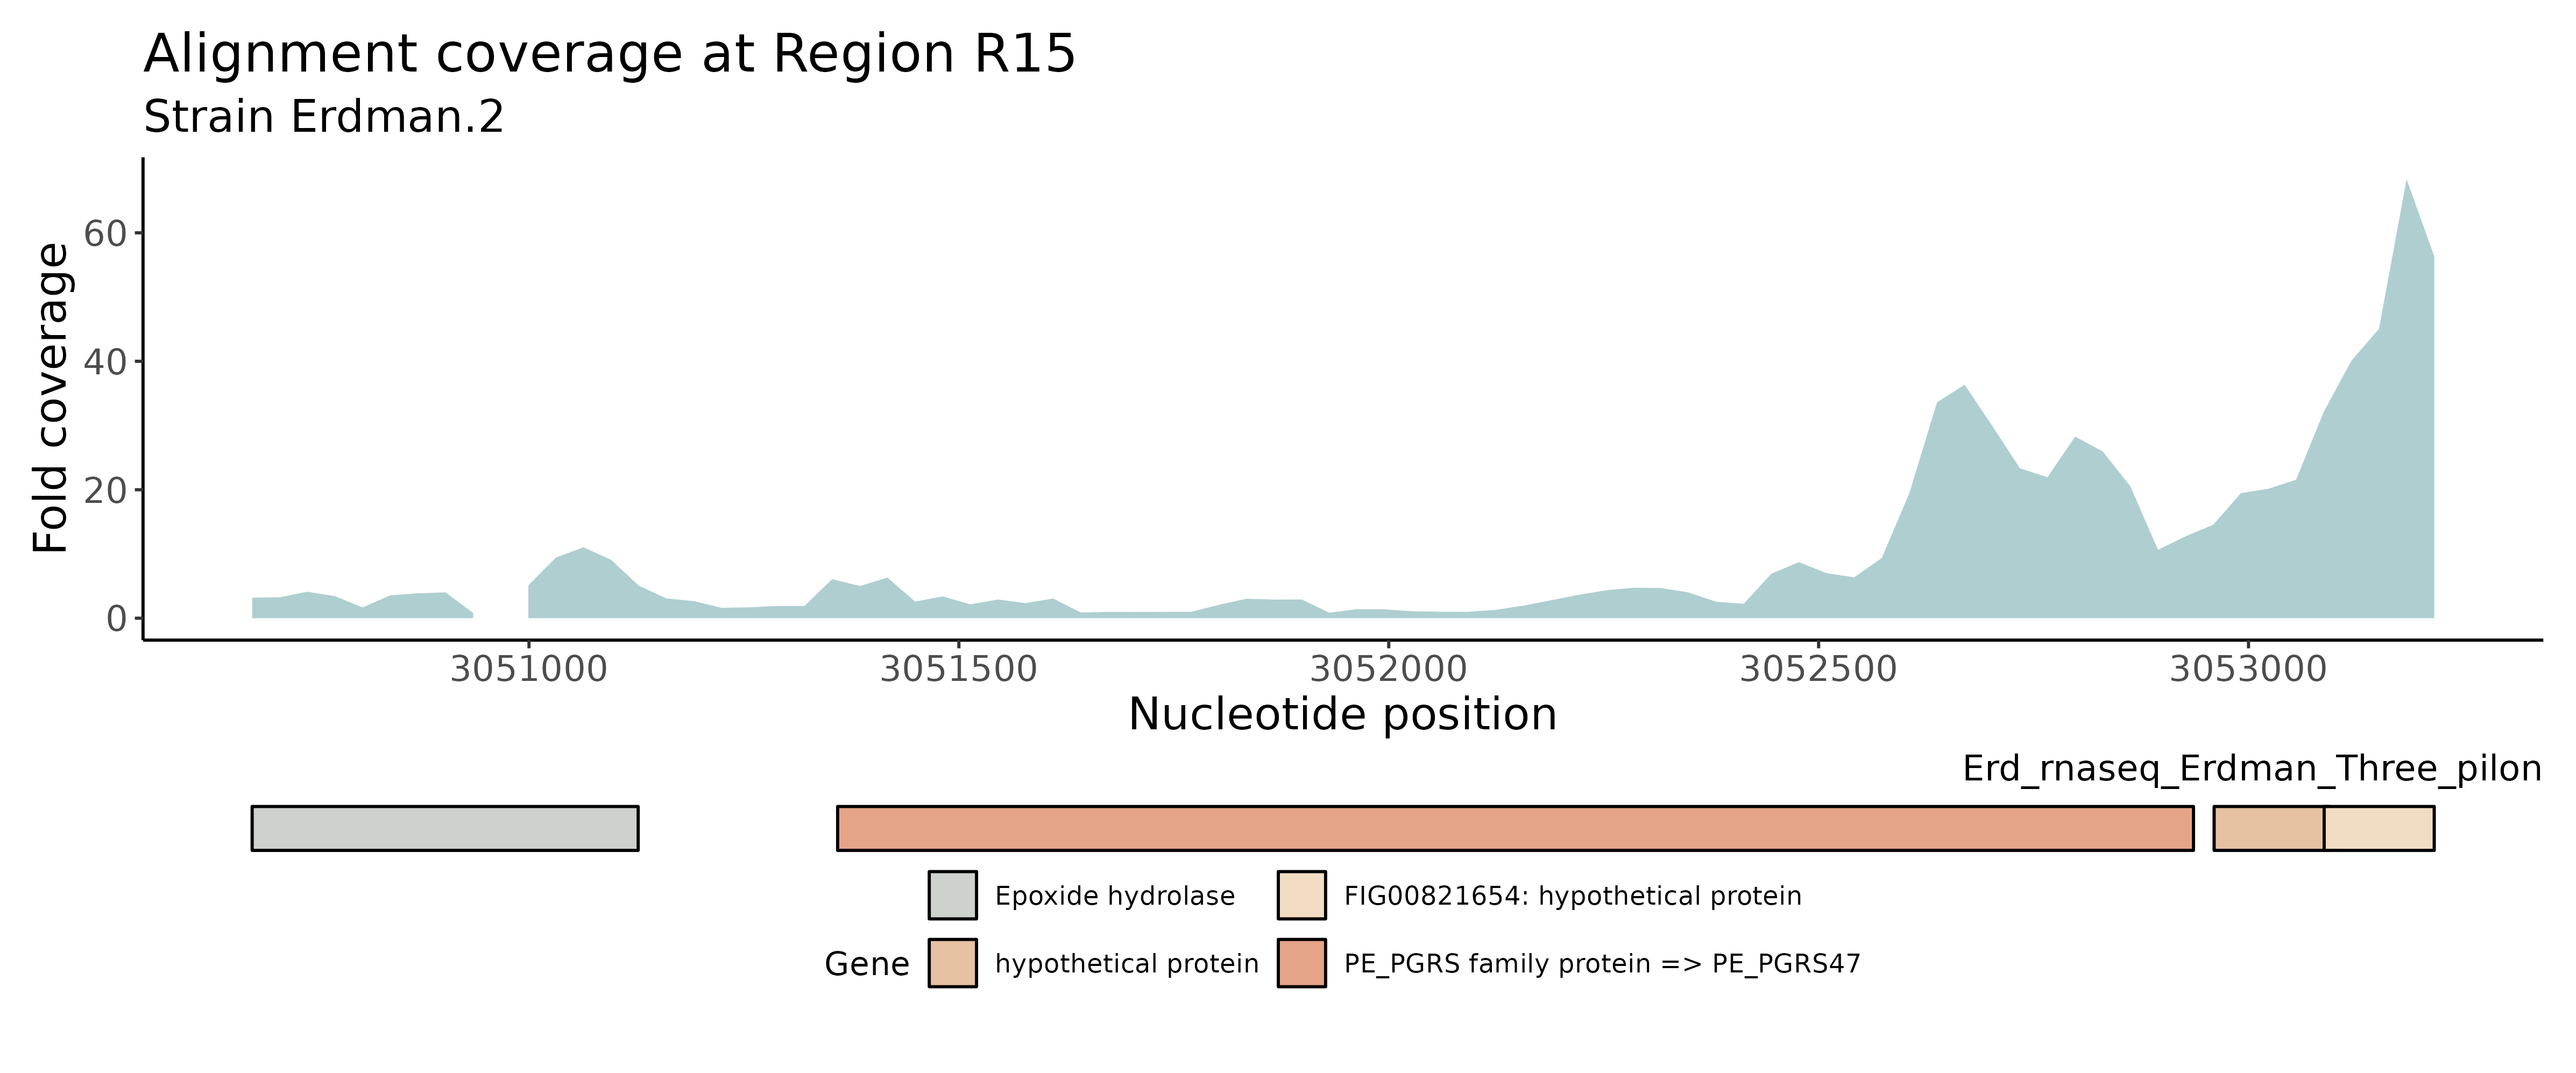 Alignment coverage at Region R15
Strain Erdman.2
Fold coverage
60
40
20
0
3051000 3051500 3052000 3052500 3053000
Nucleotide position
Erd_rnaseq_Erdman_Three_pilon
Gene
Epoxide hydrolase
FIG00821654: hypothetical protein
hypothetical protein
PE_PGRS family protein => PE_PGRS47